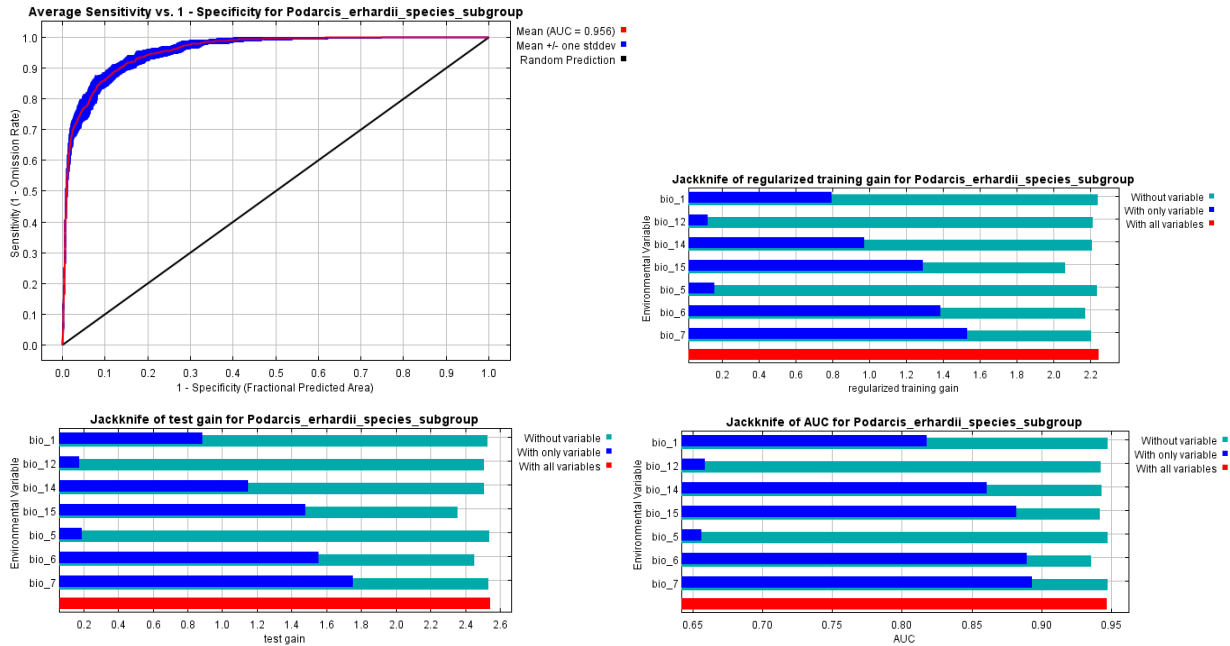 Average Sensitivity vs. 1 - Specificity for Podarcis_erhardii_species_subgroup
Mean (AUC = 0.956)
Mean +/- one stddev
Random Prediction
Sensitivity (1 - Omission Rate)
1.0
0.9
0.8
0.7
0.6
0.5
0.4
0.3
0.2
0.1
0.0
0.0 0.1 0.2 0.3 0.4 0.5 0.6 0.7 0.8 0.9 1.0
1 - Specificity (Fractional Predicted Area)
Jackknife of regularized training gain for Podarcis_erhardii_species_subgroup
Without variable
With only variable
With all variables
Environmental Variable
bio_1
bio_12
bio_14
bio_15
bio_5
bio_6
bio_7
0.2 0.4 0.6 0.8 1.0 1.2 1.4 1.6 1.8 2.0 2.2
regularized training gain
Jackknife of test gain for Podarcis_erhardii_species_subgroup
Without variable
With only variable
With all variables
Environmental Variable
bio_1
bio_12
bio_14
bio_15
bio_5
bio_6
bio_7
0.2 0.4 0.6 0.8 1.0 1.2 1.4 1.6 1.8 2.0 2.2 2.4 2.6
test gain
Jackknife of AUC for Podarcis_erhardii_species_subgroup
Without variable
With only variable
With all variables
Environmental Variable
bio_1
bio_12
bio_14
bio_15
bio_5
bio_6
bio_7
0.65 0.70 0.75 0.80 0.85 0.90 0.95
AUC